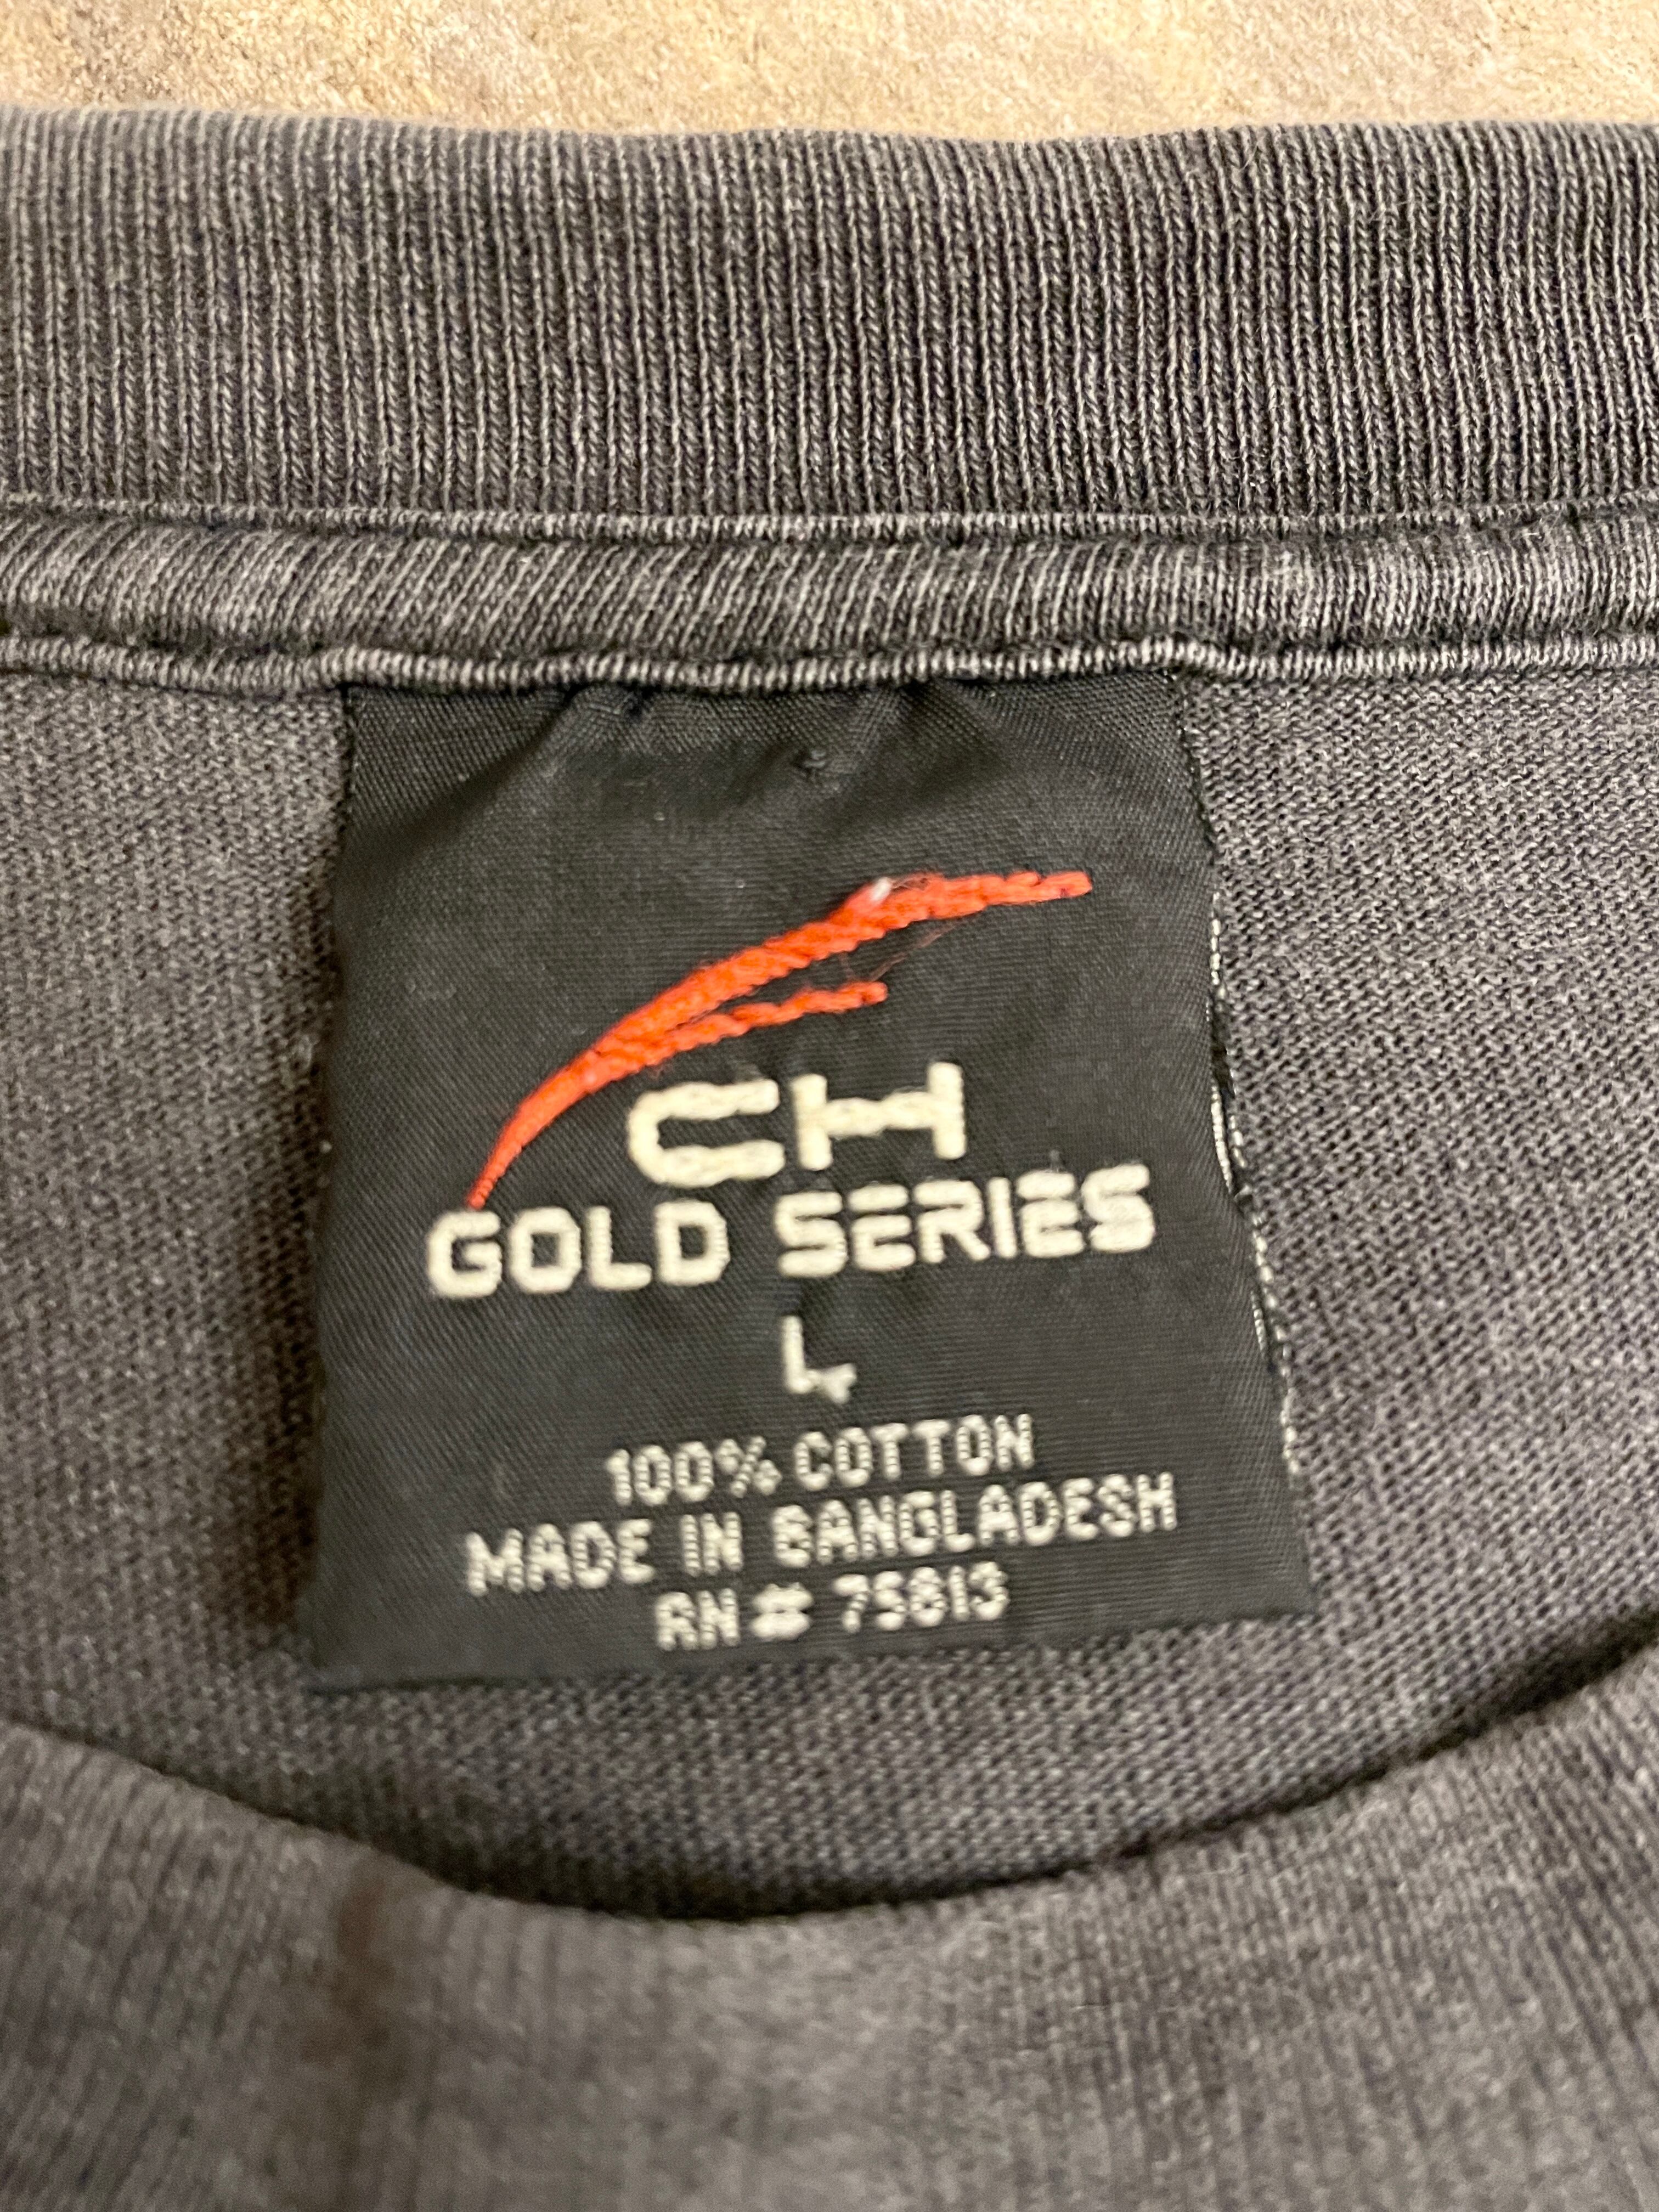 CH
GOLD SERIES
L
100% COTTON
MADE IN BANGLADESH
RN# 75813